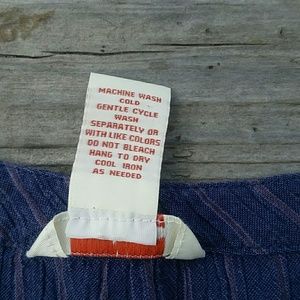 MACHINE WASH
COLD
GENTLE CYCLE
WASH
SEPARATELY OR
WITH LIKE COLORS
DO NOT BLEACH
HANG TO DRY
COOL IRON
AS NEEDED